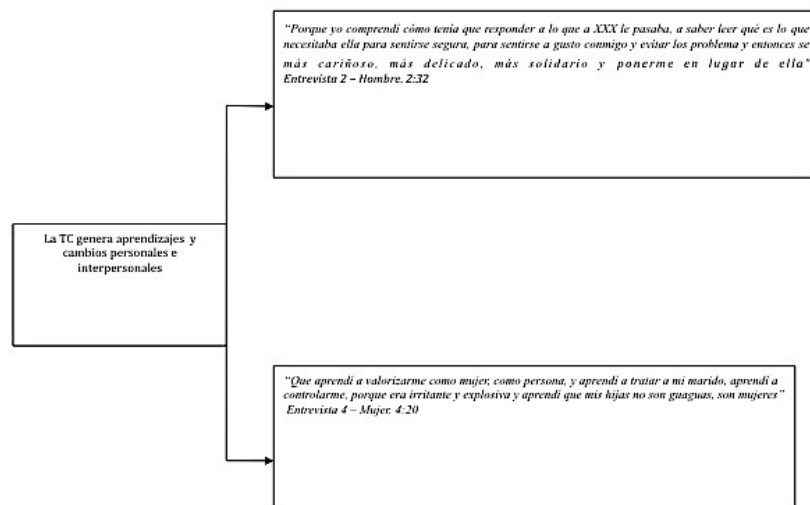 “Porque yo comprendí cómo tenía que responder a lo que a XXX le pasaba, a saber leer qué es lo que
necesitaba ella para sentirse segura, para sentirse a gusto conmigo y evitar los problema y entonces se
más cariñoso, más delicado, más solidario y ponerme en lugar de ella”
Entrevista 2 – Hombre. 2:32
La TC genera aprendizajes y
cambios personales e
interpersonales
“Que aprendí a valorizarme como mujer, como persona, y aprendí a tratar a mi marido, aprendí a
controlarme, porque era irritante y explosiva y aprendí que mis hijas no son guaguas, son mujeres”
Entrevista 4 – Mujer. 4:20